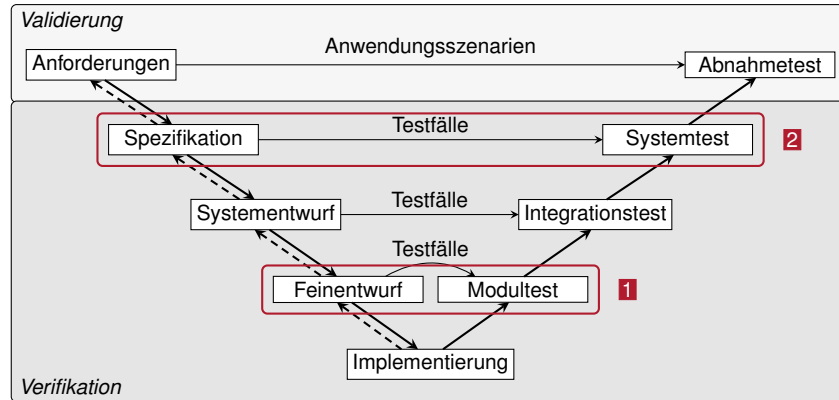 Validierung
Anforderungen
Anwendungsszenarien
Abnahmetest
Spezifikation
Testfälle
Systemtest
2
Systementwurf
Testfälle
Integrationstest
Testfälle
Feinentwurf
Modultest
1
Implementierung
Verifikation